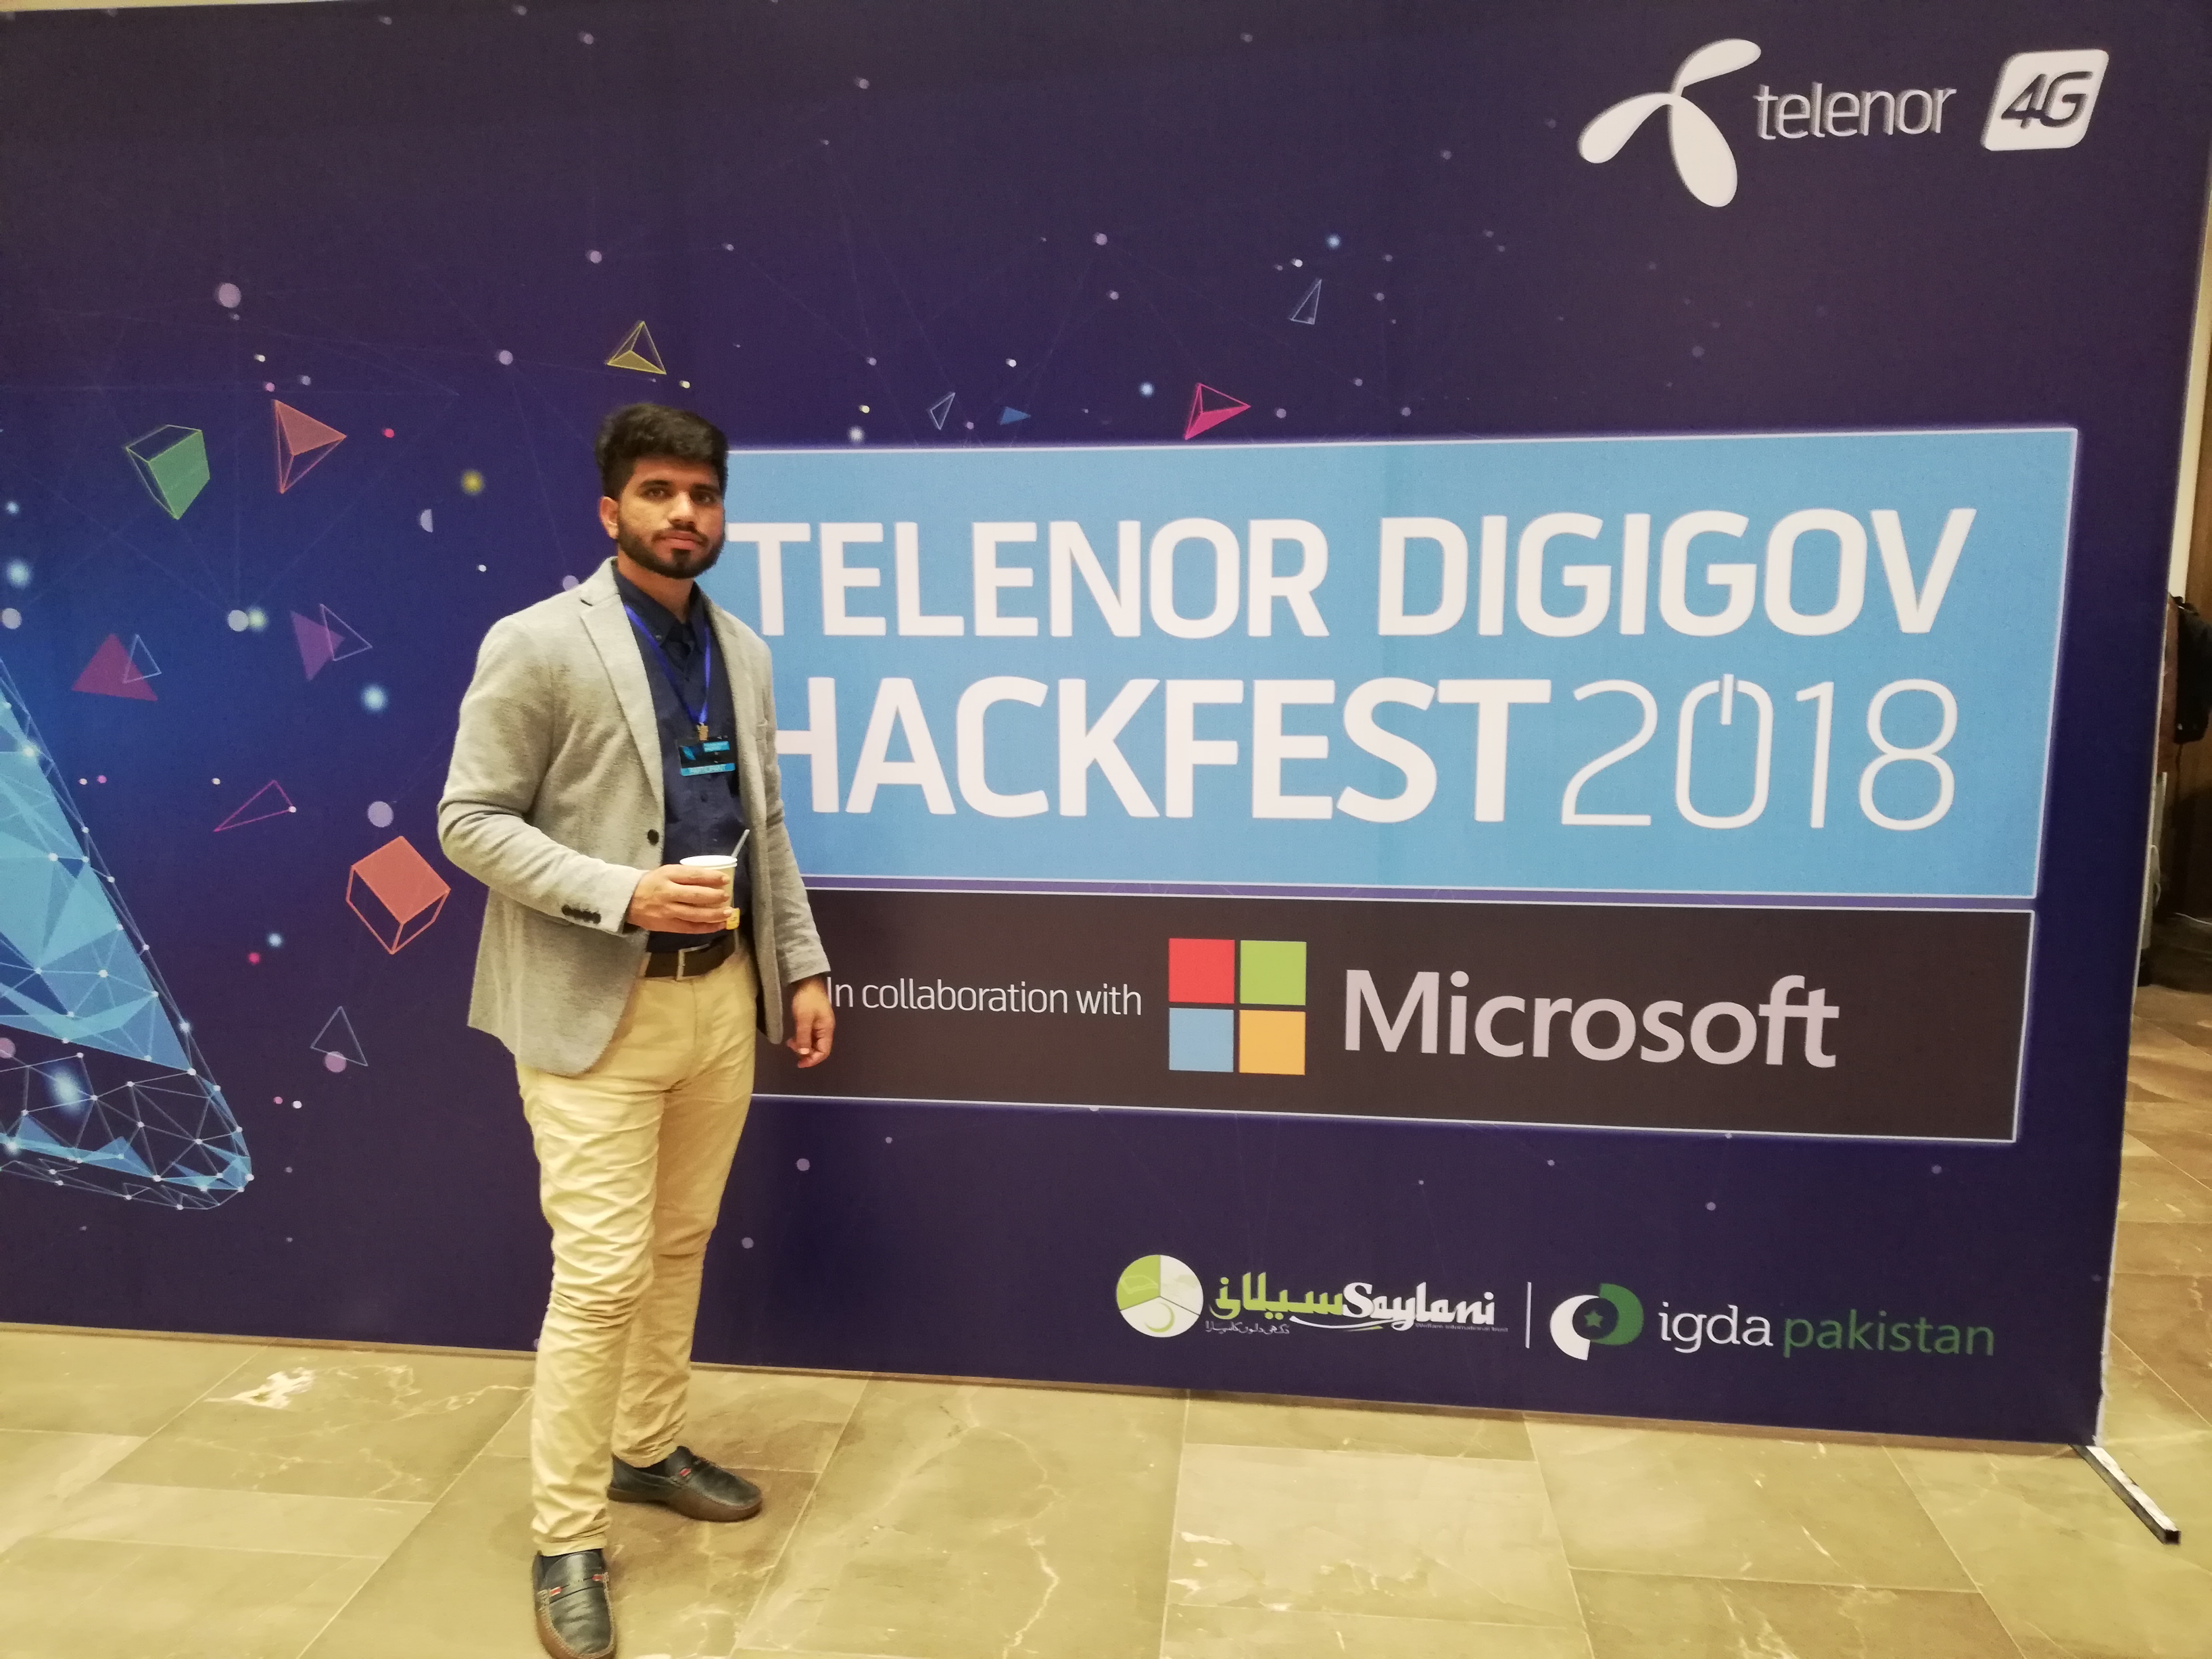 telenor 4G
TELENOR DIGIGOV
HACKFEST 2018
In collaboration with Microsoft
سیلانی Saylani
igda pakistan